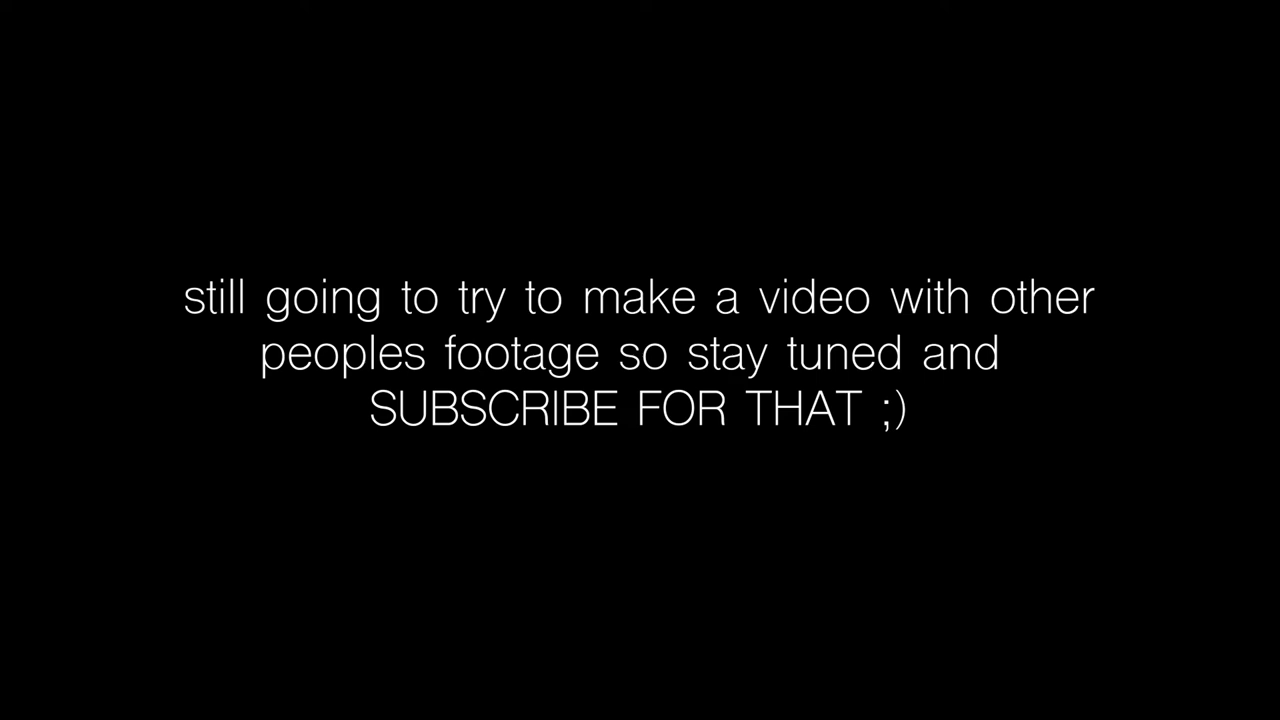 still going to try to make a video with other
peoples footage so stay tuned and
SUBSCRIBE FOR THAT ;)